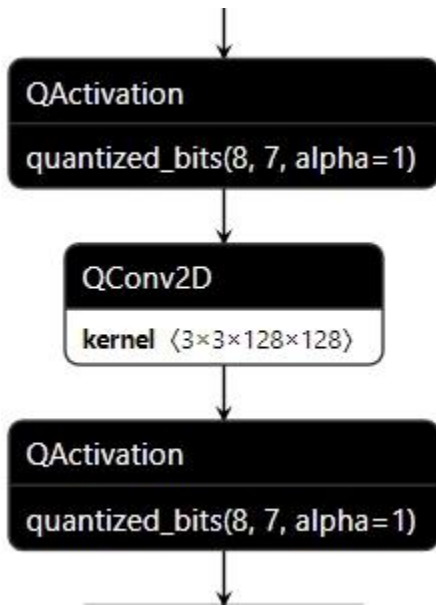 QActivation
quantized_bits(8, 7, alpha=1)
QConv2D
kernel 〈3×3×128×128〉
QActivation
quantized_bits(8, 7, alpha=1)